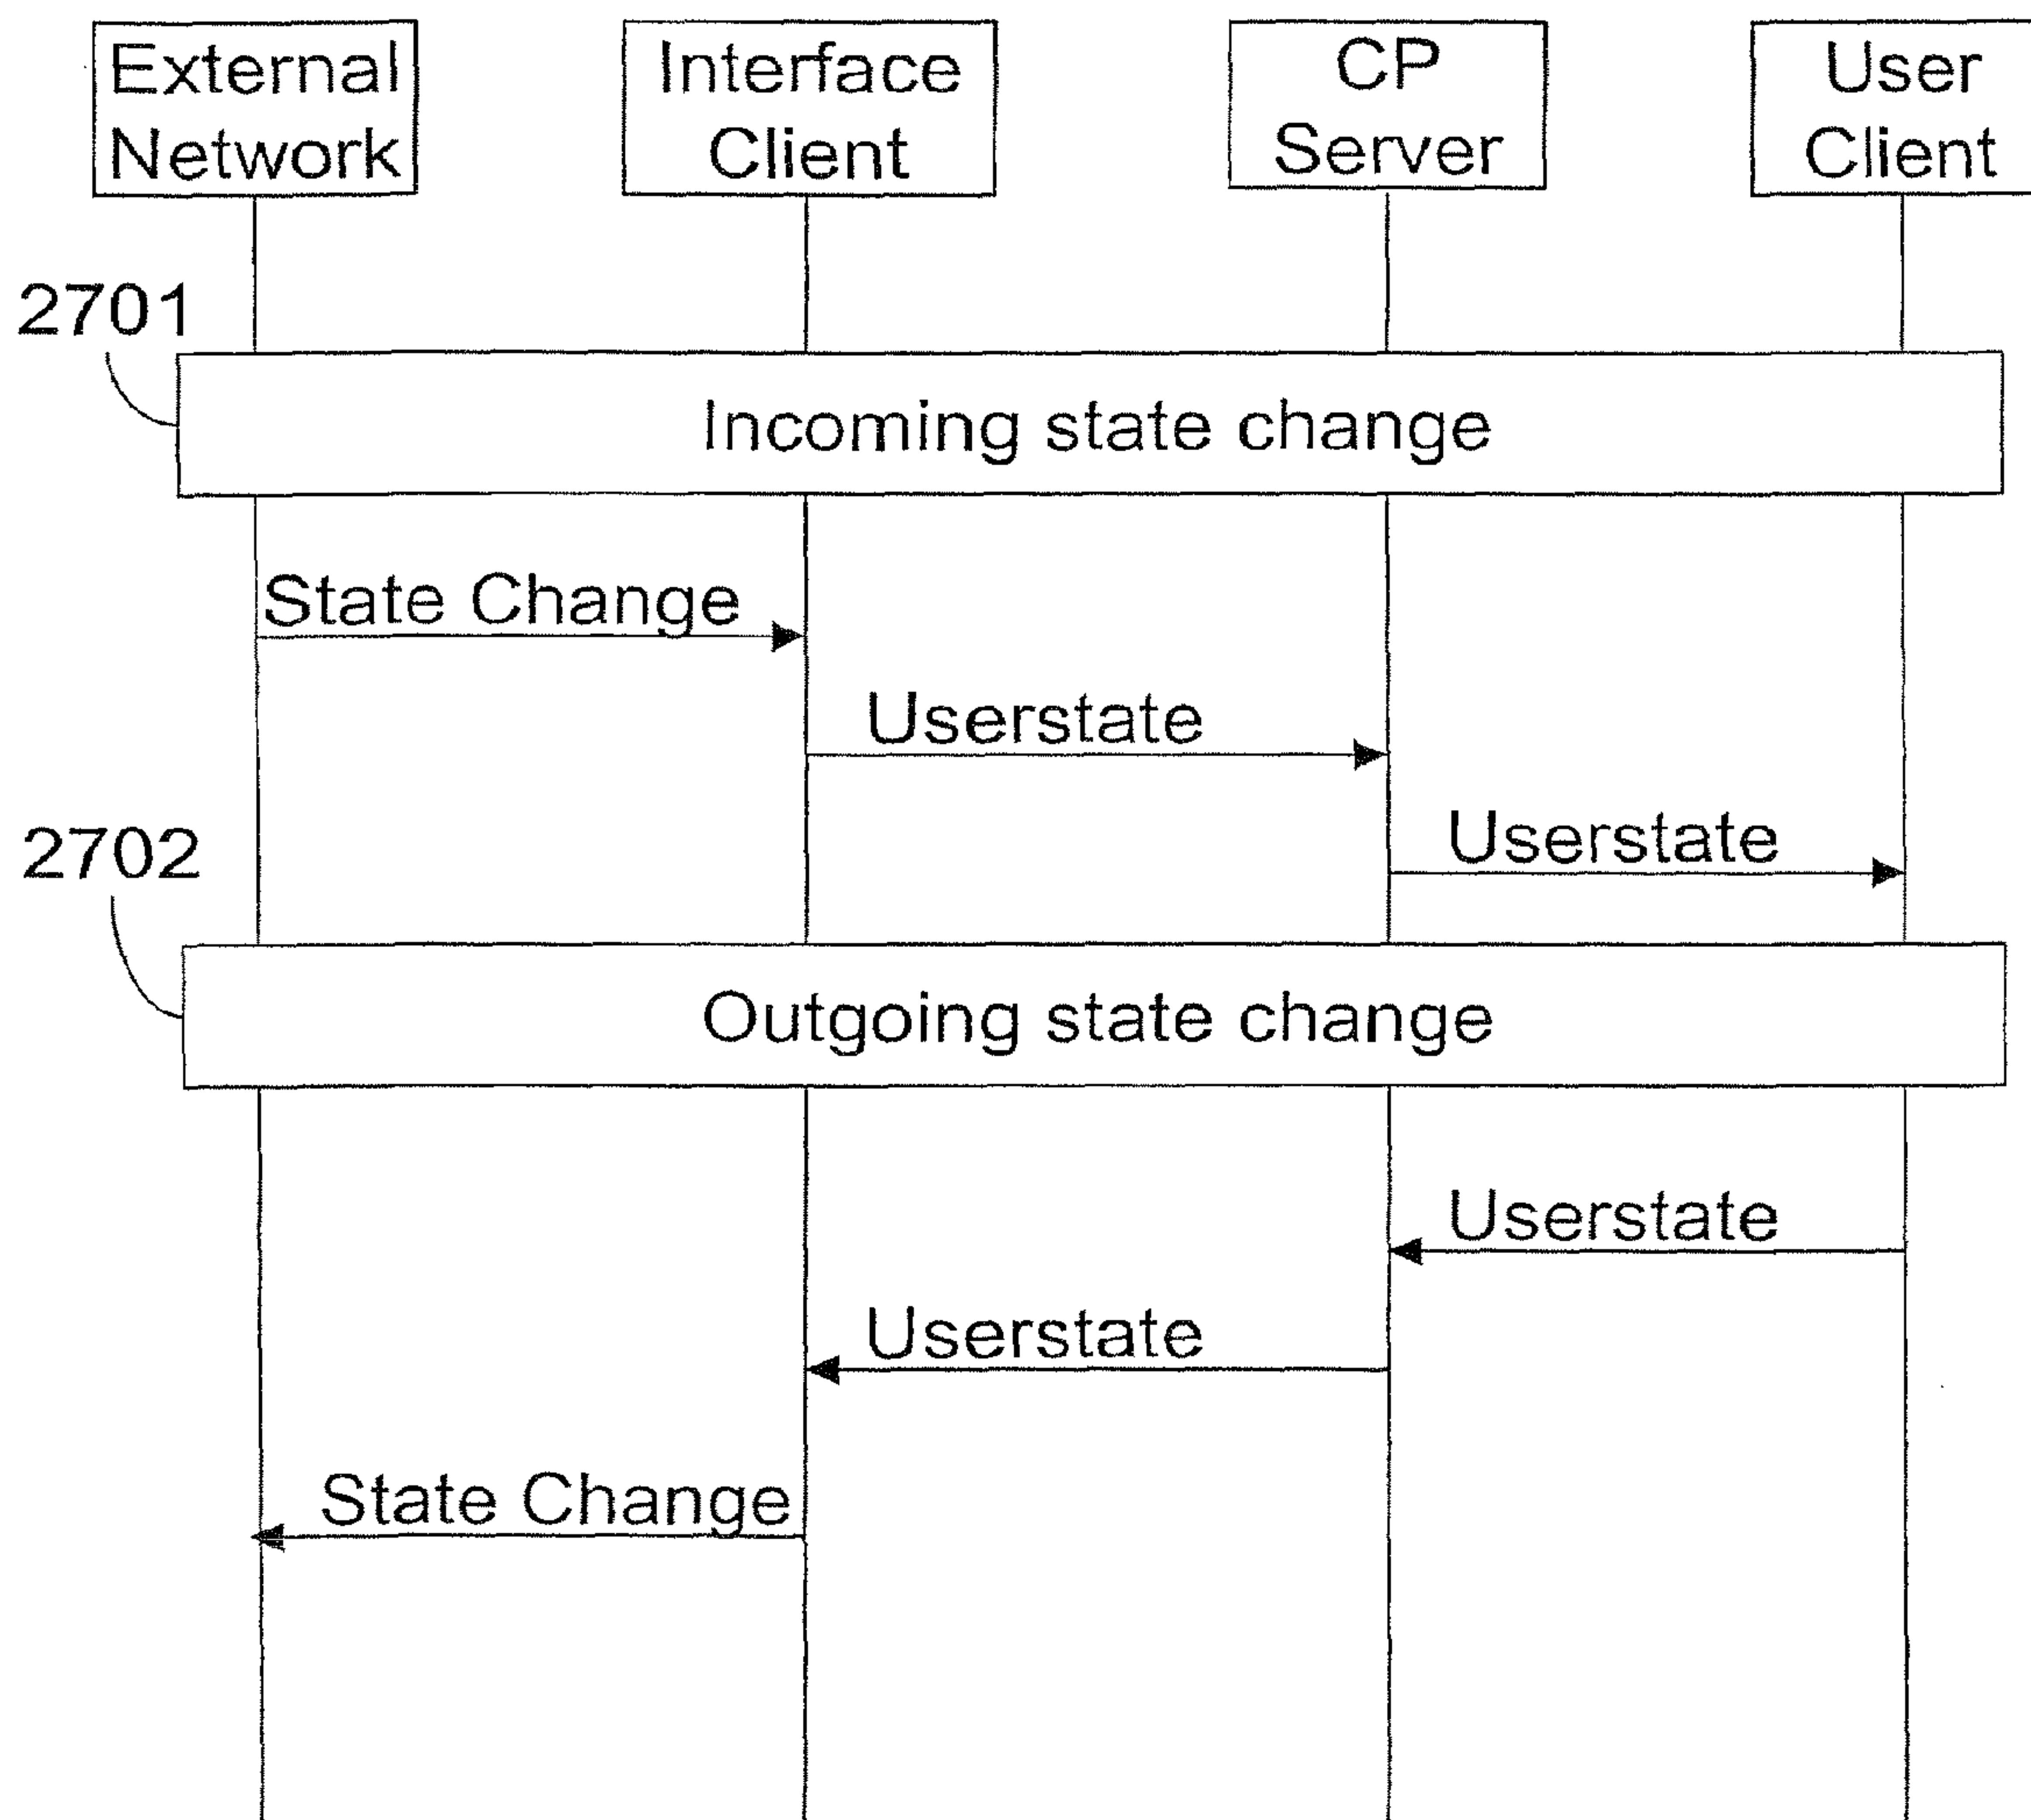 External
Network
Interface
Client
CP
Server
User
Client
2701
Incoming state change
State Change
Userstate
Userstate
2702
Outgoing state change
Userstate
Userstate
State Change